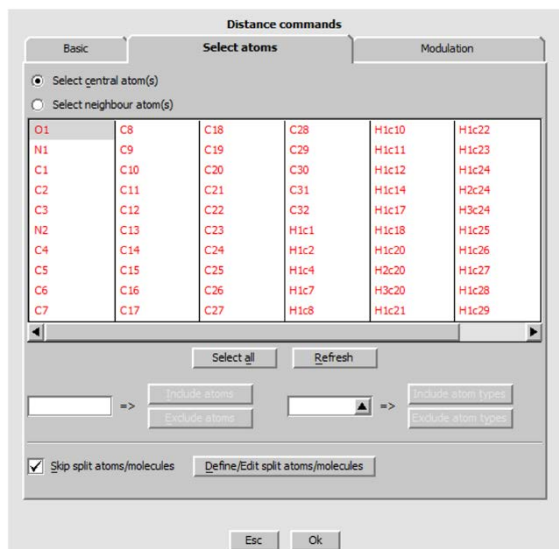 Distance commands
Basic Select atoms Modulation
Select central atom(s)
Select neighbour atom(s)
O1 C8 C18 C28 H1c10 H1c22
N1 C9 C19 C29 H1c11 H1c23
C1 C10 C20 C30 H1c12 H1c24
C2 C11 C21 C31 H1c14 H2c24
C3 C12 C22 C32 H1c17 H3c24
N2 C13 C23 H1c1 H1c18 H1c25
C4 C14 C24 H1c2 H1c20 H1c26
C5 C15 C25 H1c4 H2c20 H1c27
C6 C16 C26 H1c7 H3c20 H1c28
C7 C17 C27 H1c8 H1c21 H1c29
Select all Refresh
Include atoms Include atom types
=> =>
Exclude atoms Exclude atom types
Skip split atoms/molecules Define/Edit split atoms/molecules
Esc Ok